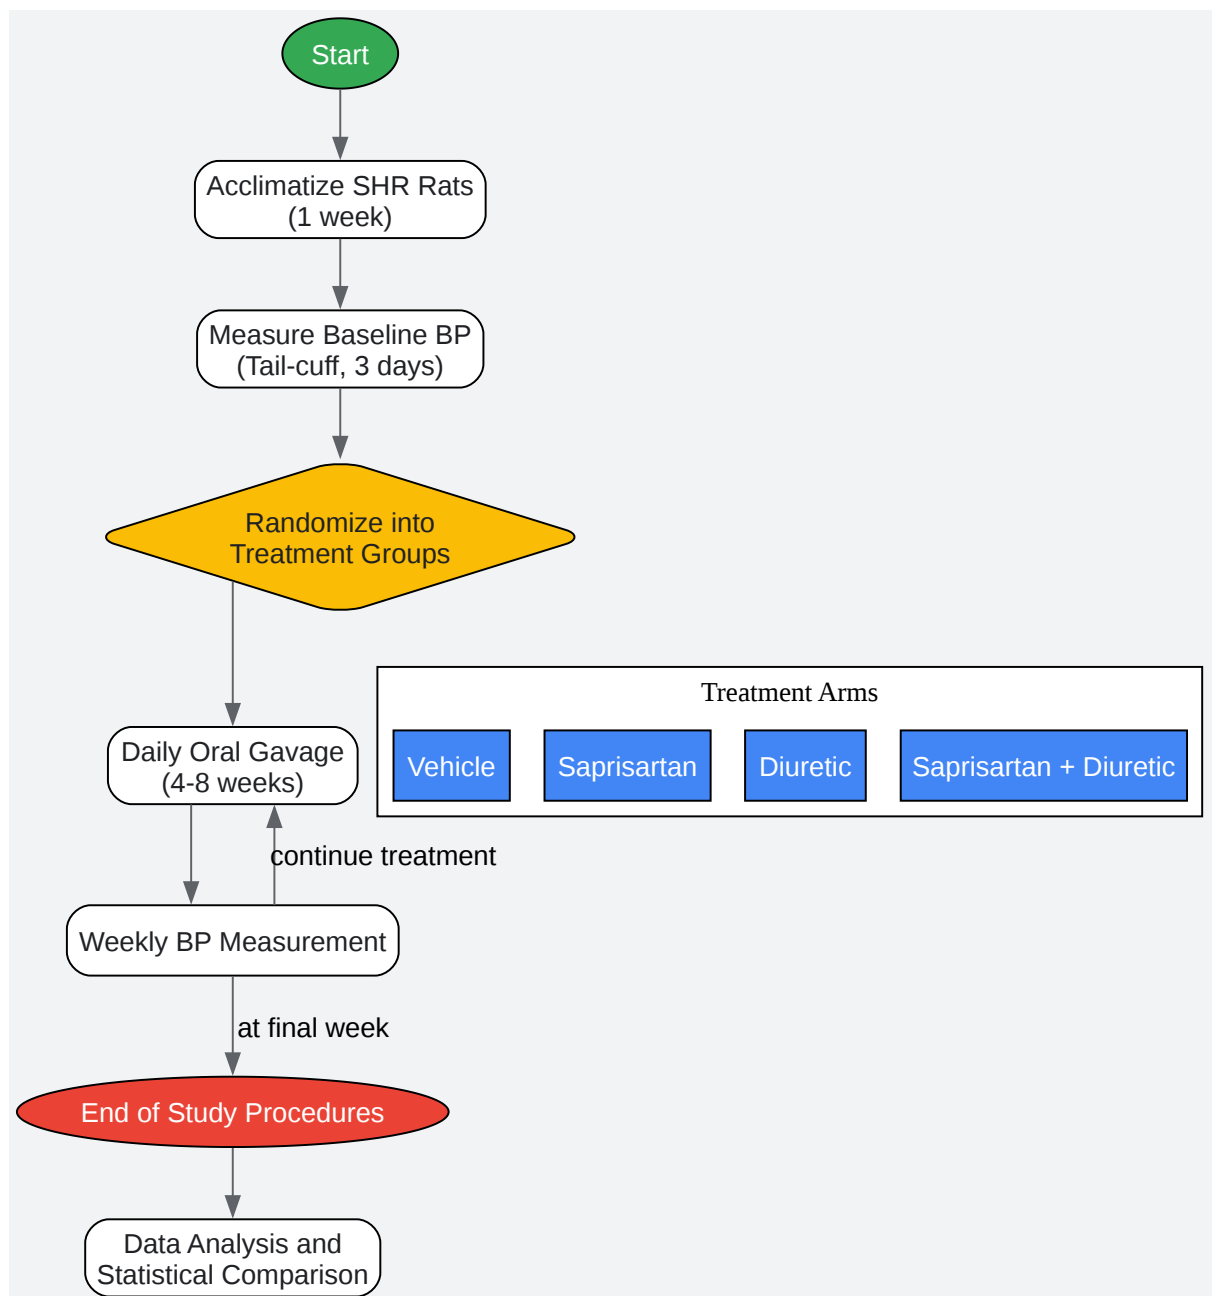 Start
Acclimatize SHR Rats
(1 week)
Measure Baseline BP
(Tail-cuff, 3 days)
Randomize into
Treatment Groups
Treatment Arms
Daily Oral Gavage
(4-8 weeks)
Vehicle
Saprisartan
Diuretic
Saprisartan + Diuretic
continue treatment
Weekly BP Measurement
at final week
End of Study Procedures
Data Analysis and
Statistical Comparison